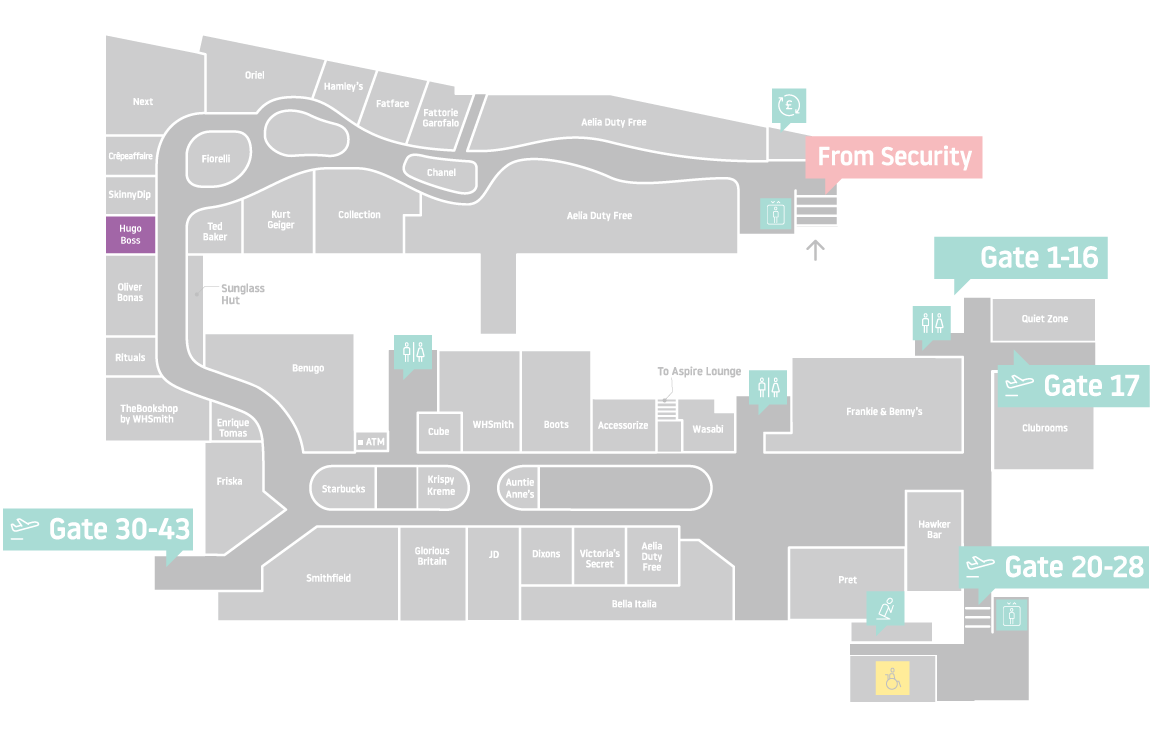 Oriel
Hamley's
Next
Fatface
Fattorie
Garofalo
Aelia Duty Free
£
From Security
Crêpeaffaire
Fiorelli
Chanel
SkinnyDip
Hugo
Boss
Ted
Baker
Kurt
Geiger
Collection
Aelia Duty Free
Gate 1-16
Oliver
Bonas
Sunglass
Hut
Quiet Zone
Rituals
Benugo
To Aspire Lounge
Gate 17
TheBookshop
by WHSmith
Enrique
Tomas
ATM
Cube
WHSmith
Boots
Accessorize
Wasabi
Frankie & Benny's
Clubrooms
Friska
Starbucks
Krispy
Kreme
Auntie
Anne's
Gate 30-43
Hawker
Bar
Glorious
Britain
JD
Dixons
Victoria's
Secret
Aelia
Duty
Free
Gate 20-28
Smithfield
Pret
Bella Italia